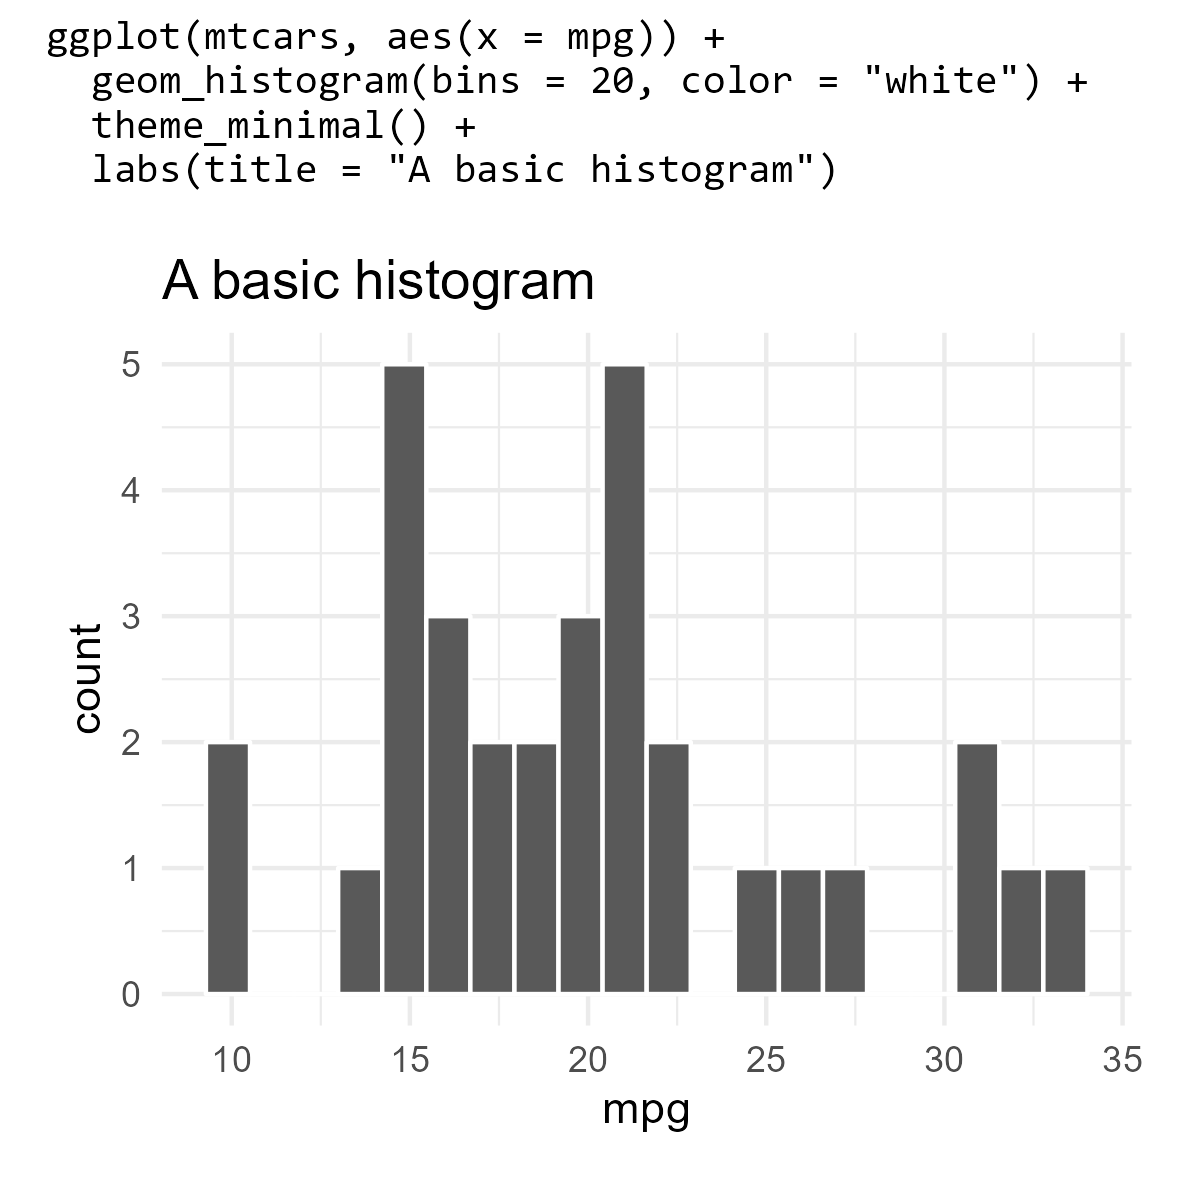 ggplot(mtcars, aes(x = mpg)) +
  geom_histogram(bins = 20, color = "white") +
  theme_minimal() +
  labs(title = "A basic histogram")
A basic histogram
5
4
3
2
1
0
count
10 15 20 25 30 35
mpg